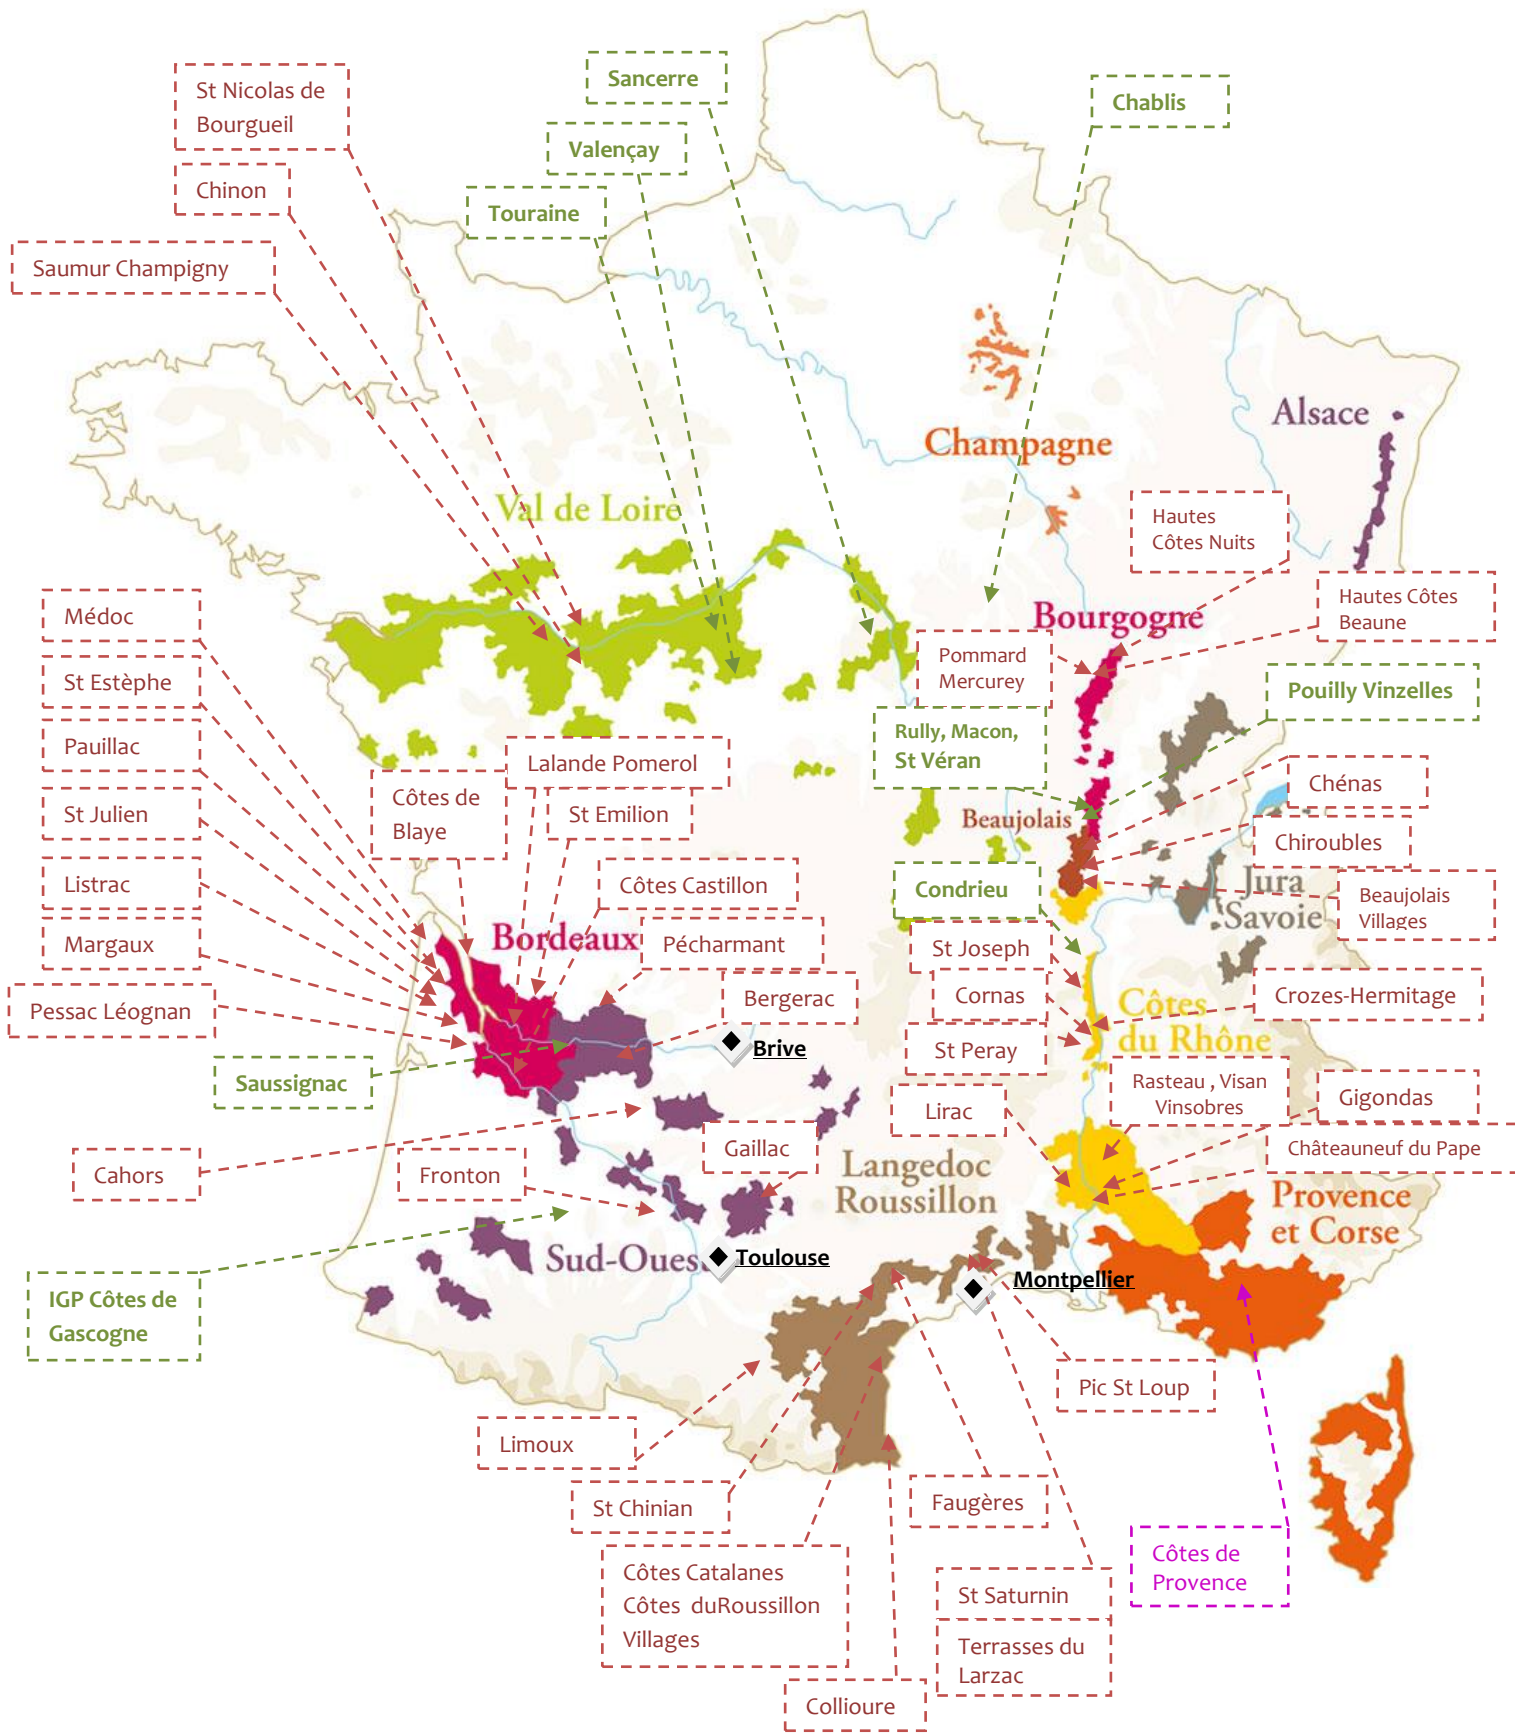 Sancerre
St Nicolas de
Bourgueil
Chablis
Valençay
Chinon
Touraine
Saumur Champigny
Alsace
Champagne
Val de Loire
Hautes
Côtes Nuits
Médoc
Bourgogne
Hautes Côtes
Beaune
St Estèphe
Pommard
Mercurey
Pouilly Vinzelles
Pauillac
Rully, Macon,
St Véran
Lalande Pomerol
Côtes de
Blaye
St Emilion
Chénas
St Julien
Beaujolais
Chiroubles
Listrac
Côtes Castillon
Condrieu
Jura
Savoie
Beaujolais
Villages
Margaux
Bordeaux
Pécharmant
St Joseph
Pessac Léognan
Bergerac
Cornas
Côtes
du Rhône
Crozes-Hermitage
Brive
St Peray
Saussignac
Rasteau , Visan
Vinsobres
Gigondas
Lirac
Cahors
Fronton
Gaillac
Langedoc
Roussillon
Châteauneuf du Pape
Provence
et Corse
Sud-Oues
Toulouse
Montpellier
IGP Côtes de
Gascogne
Pic St Loup
Limoux
St Chinian
Faugères
Côtes de
Provence
Côtes Catalanes
Côtes duRoussillon
Villages
St Saturnin
Terrasses du
Larzac
Collioure